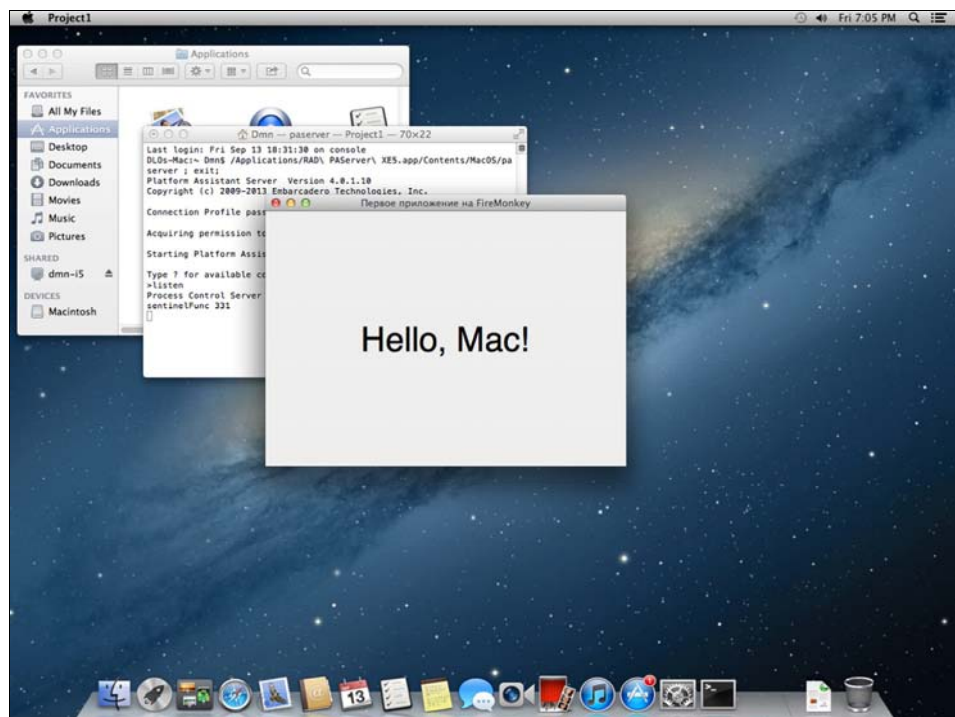 Project1
Fri 7:05 PM
Applications
FAVORITES
All My Files
Applications
Desktop
Documents
Downloads
Movies
Music
Pictures
SHARED
dmn-i5
DEVICES
Macintosh
Dmn — paserver — Project1 — 70×22
Last login: Fri Sep 13 18:31:30 on console
DLOs-Mac:~ Dmn$ /Applications/RAD\ PAServer\ XE5.app/Contents/MacOS/pa
server ; exit;
Platform Assistant Server  Version 4.0.1.10
Copyright (c) 2009-2013 Embarcadero Technologies, Inc.
Connection Profile pass
Acquiring permission to
Starting Platform Assis
Type ? for available co
>listen
Process Control Server
sentinelFunc 331
Первое приложение на FireMonkey
Hello, Mac!
13
1